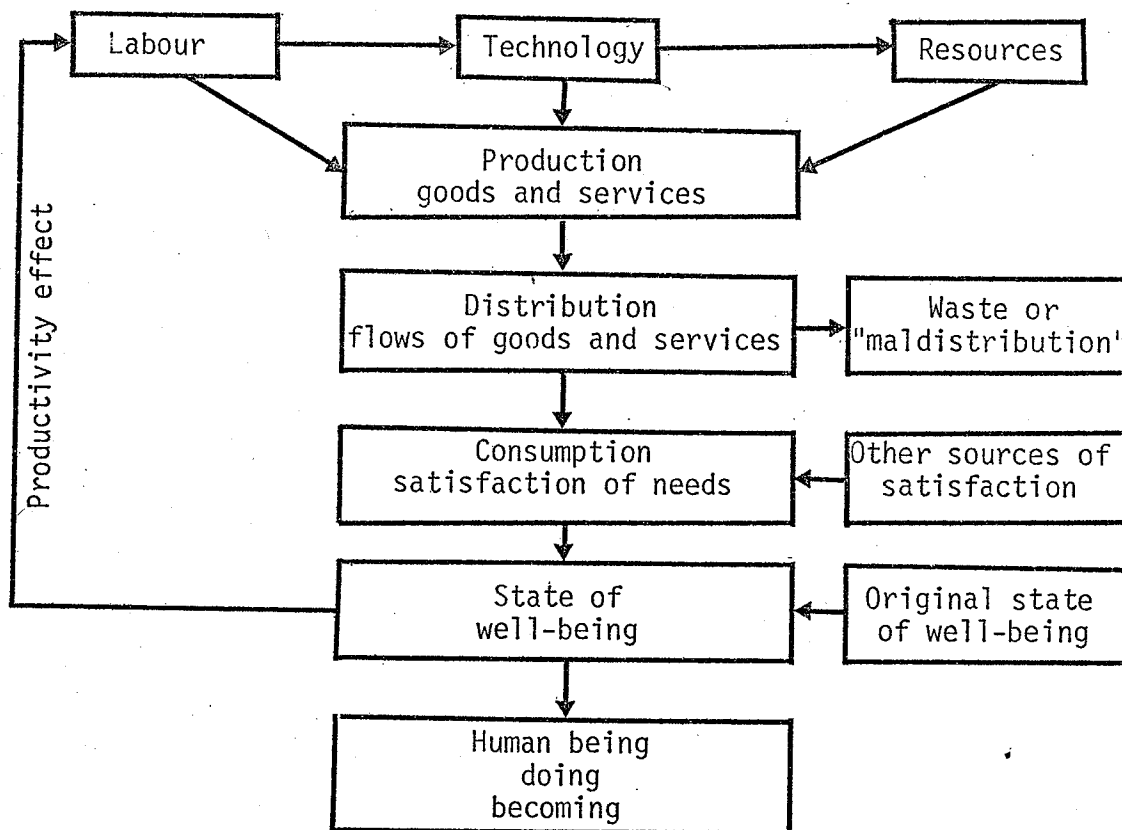 Labour
Technology
Resources
Production
goods and services
Productivity effect
Distribution
flows of goods and services
Waste or
"maldistribution"
Consumption
satisfaction of needs
Other sources of
satisfaction
State of
well-being
Original state
of well-being
Human being
doing
becoming